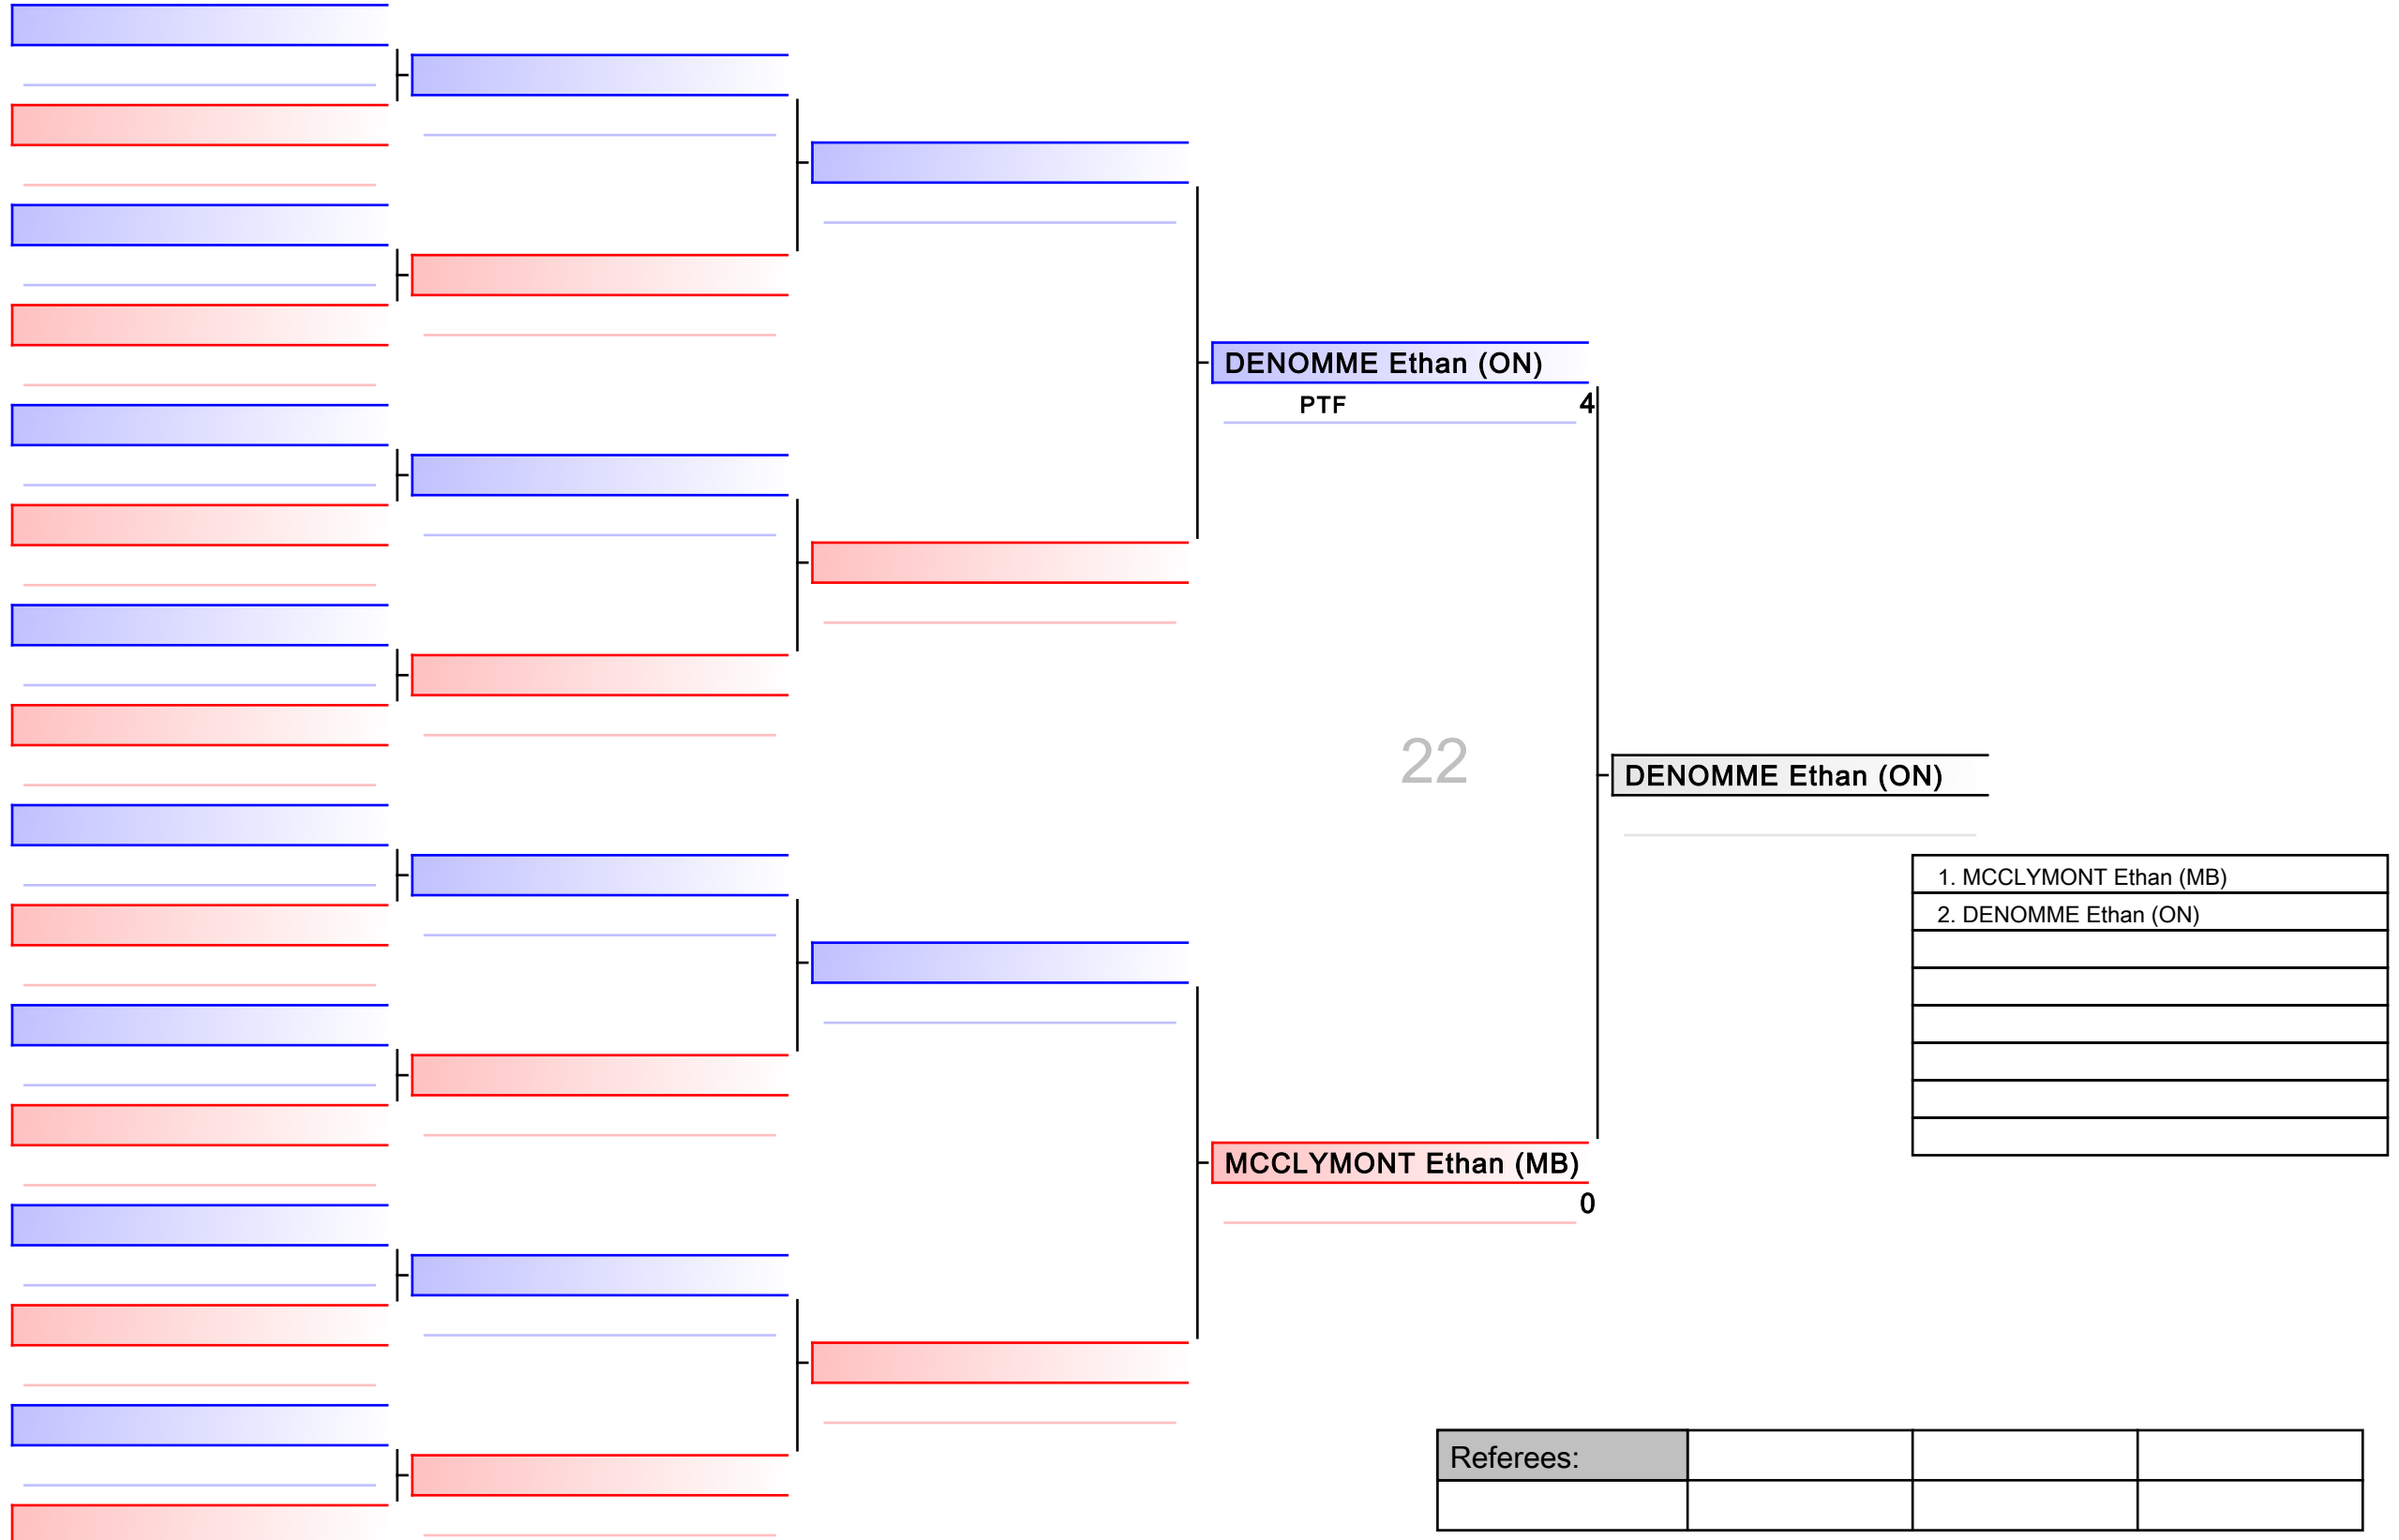 DENOMME Ethan (ON)
PTF 4
22
DENOMME Ethan (ON)
1. MCCLYMONT Ethan (MB)
2. DENOMME Ethan (ON)
MCCLYMONT Ethan (MB)
0
Referees: